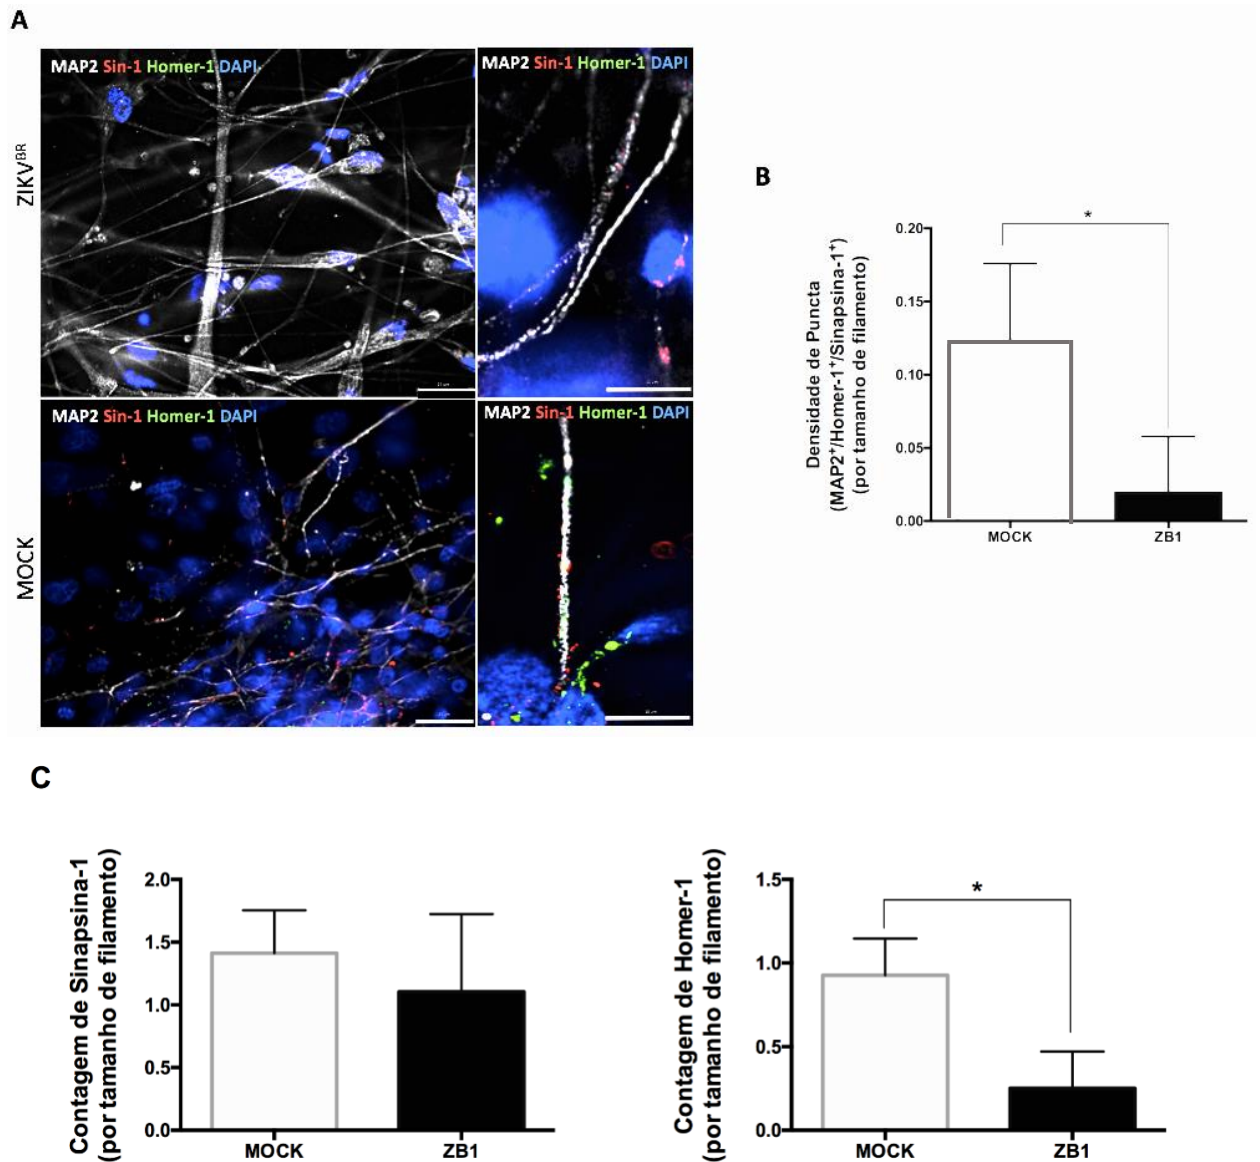 A
MAP2 Sin-1 Homer-1 DAPI
MAP2 Sin-1 Homer-1 DAPI
ZIKVᴮᴿ
MAP2 Sin-1 Homer-1 DAPI
MAP2 Sin-1 Homer-1 DAPI
MOCK
B
Densidade de Puncta
(MAP2⁺/Homer-1⁺/Sinapsina-1⁺)
(por tamanho de filamento)
0.20
0.15
0.10
0.05
0.00
*
MOCK ZB1
C
Contagem de Sinapsina-1
(por tamanho de filamento)
2.0
1.5
1.0
0.5
0.0
MOCK ZB1
Contagem de Homer-1
(por tamanho de filamento)
1.5
1.0
0.5
0.0
*
MOCK ZB1